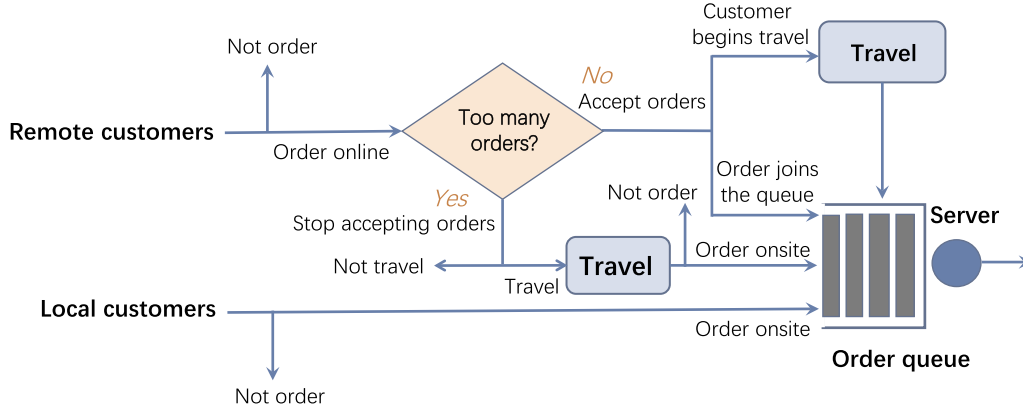 Customer
begins travel
Travel
Not order
No
Accept orders
Too many
orders?
Remote customers
Order online
Order joins
the queue
Not order
Yes
Stop accepting orders
Server
Order onsite
Not travel
Travel
Travel
Local customers
Order onsite
Order queue
Not order